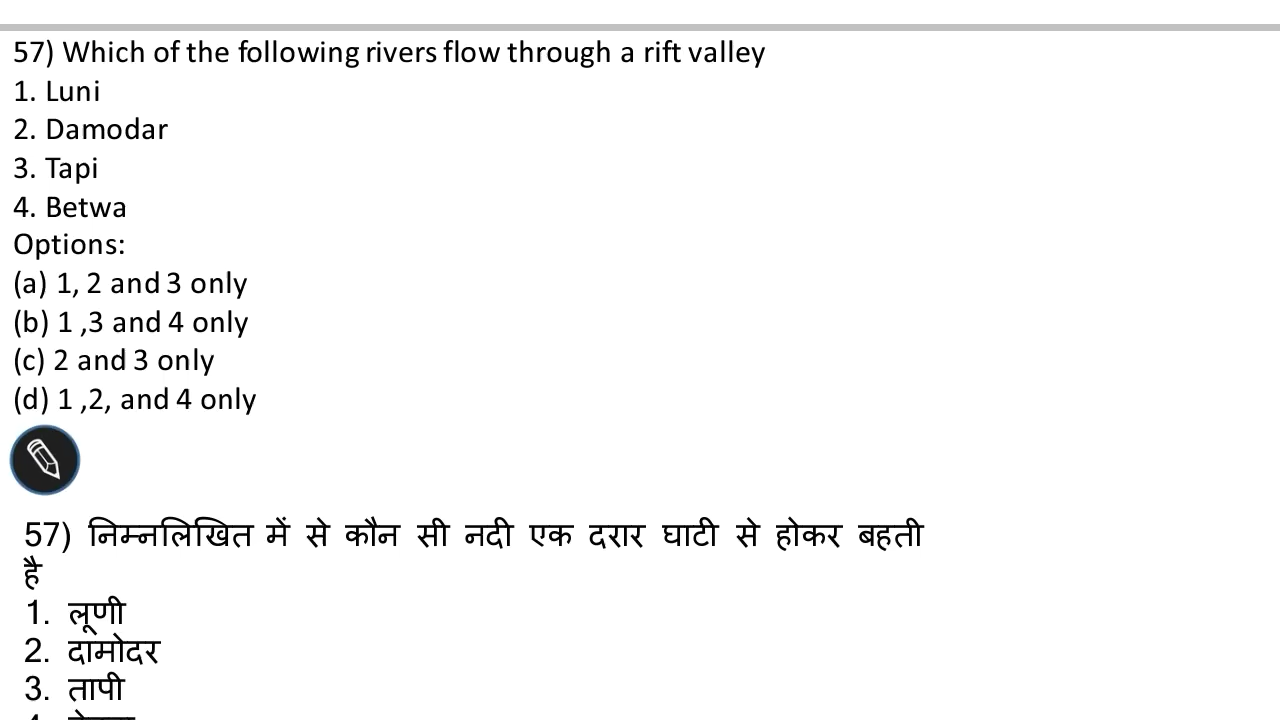 57) Which of the following rivers flow through a rift valley
1. Luni
2. Damodar
3. Tapi
4. Betwa
Options:
(a) 1, 2 and 3 only
(b) 1 ,3 and 4 only
(c) 2 and 3 only
(d) 1 ,2, and 4 only
57) निम्नलिखित में से कौन सी नदी एक दरार घाटी से होकर बहती
है
1. लूणी
2. दामोदर
3. तापी